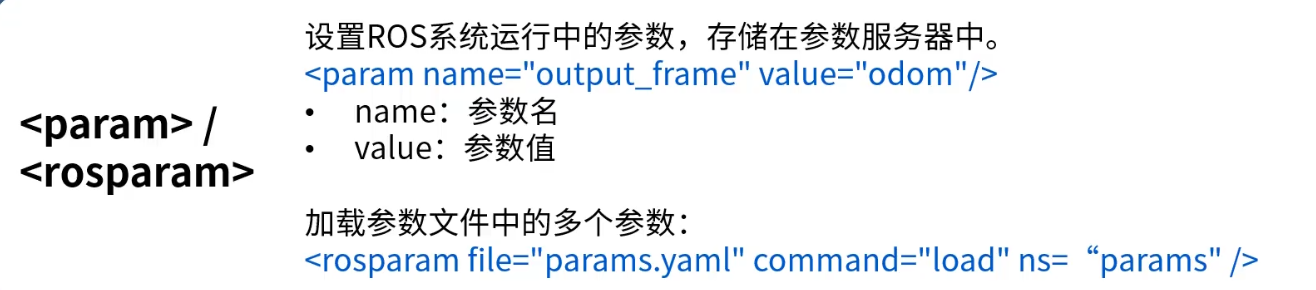 <param> /
<rosparam>
设置ROS系统运行中的参数，存储在参数服务器中。
<param name="output_frame" value="odom"/>
• name：参数名
• value：参数值
加载参数文件中的多个参数：
<rosparam file="params.yaml" command="load" ns=“params" />